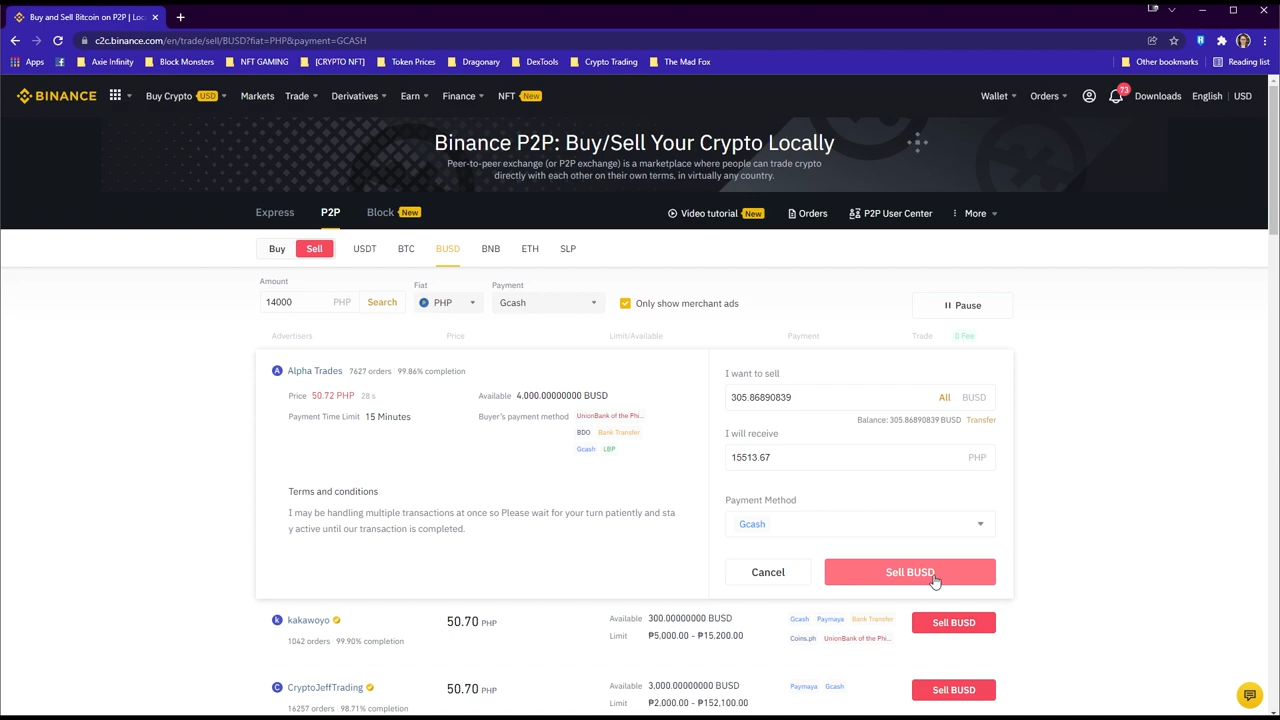 Buy and Sell Bitcoin on P2P | Loc
c2c.binance.com/en/trade/sell/BUSD?fiat=PHP&payment=GCASH
Apps Axie Infinity Block Monsters NFT GAMING [CRYPTO NFT] Token Prices Dragonary DexTools Crypto Trading The Mad Fox Other bookmarks Reading list
BINANCE Buy Crypto USD Markets Trade Derivatives Earn Finance NFT New Wallet Orders 73 Downloads English USD
Binance P2P: Buy/Sell Your Crypto Locally
Peer-to-peer exchange (or P2P exchange) is a marketplace where people can trade crypto
directly with each other on their own terms, in virtually any country.
Express P2P Block New Video tutorial New Orders P2P User Center More
Buy Sell USDT BTC BUSD BNB ETH SLP
Amount Fiat Payment
14000 PHP Search PHP Gcash Only show merchant ads Pause
Advertisers Price Limit/Available Payment Trade 0 Fee
A Alpha Trades 7627 orders 99.86% completion
Price 50.72 PHP 28 s Available 4,000.00000000 BUSD
Payment Time Limit 15 Minutes Buyer's payment method UnionBank of the Phi...
BDO Bank Transfer
Gcash LBP
Terms and conditions
I may be handling multiple transactions at once so Please wait for your turn patiently and sta
y active until our transaction is completed.
I want to sell
305.86890839 All BUSD
Balance: 305.86890839 BUSD Transfer
I will receive
15513.67 PHP
Payment Method
Gcash
Cancel Sell BUSD
k kakawoyo 50.70 PHP Available 300.00000000 BUSD Gcash Paymaya Bank Transfer Sell BUSD
1042 orders 99.90% completion Limit ₱5,000.00 - ₱15,200.00 Coins.ph UnionBank of the Phi...
C CryptoJeffTrading 50.70 PHP Available 3,000.00000000 BUSD Paymaya Gcash Sell BUSD
16257 orders 98.71% completion Limit ₱2,000.00 - ₱152,100.00